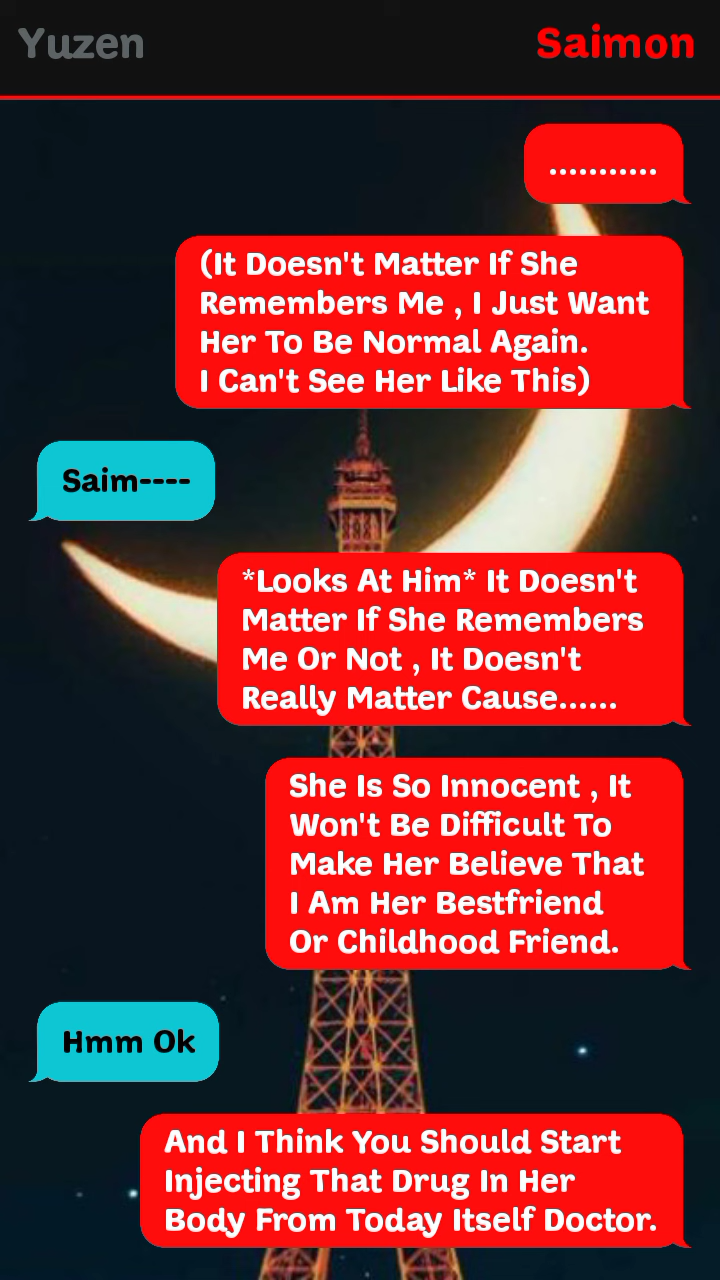 Yuzen
Saimon
...........
(It Doesn't Matter If She
Remembers Me , I Just Want
Her To Be Normal Again.
I Can't See Her Like This)
Saim----
*Looks At Him* It Doesn't
Matter If She Remembers
Me Or Not , It Doesn't
Really Matter Cause......
She Is So Innocent , It
Won't Be Difficult To
Make Her Believe That
I Am Her Bestfriend
Or Childhood Friend.
Hmm Ok
And I Think You Should Start
Injecting That Drug In Her
Body From Today Itself Doctor.